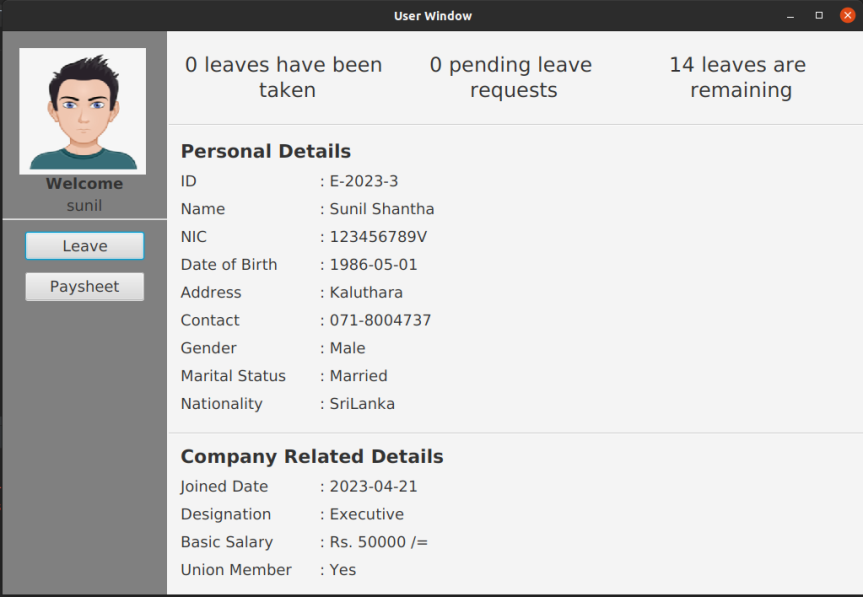 User Window
0 leaves have been
taken
0 pending leave
requests
14 leaves are
remaining
Welcome
sunil
Leave
Paysheet
Personal Details
ID : E-2023-3
Name : Sunil Shantha
NIC : 123456789V
Date of Birth : 1986-05-01
Address : Kaluthara
Contact : 071-8004737
Gender : Male
Marital Status : Married
Nationality : SriLanka
Company Related Details
Joined Date : 2023-04-21
Designation : Executive
Basic Salary : Rs. 50000 /=
Union Member : Yes